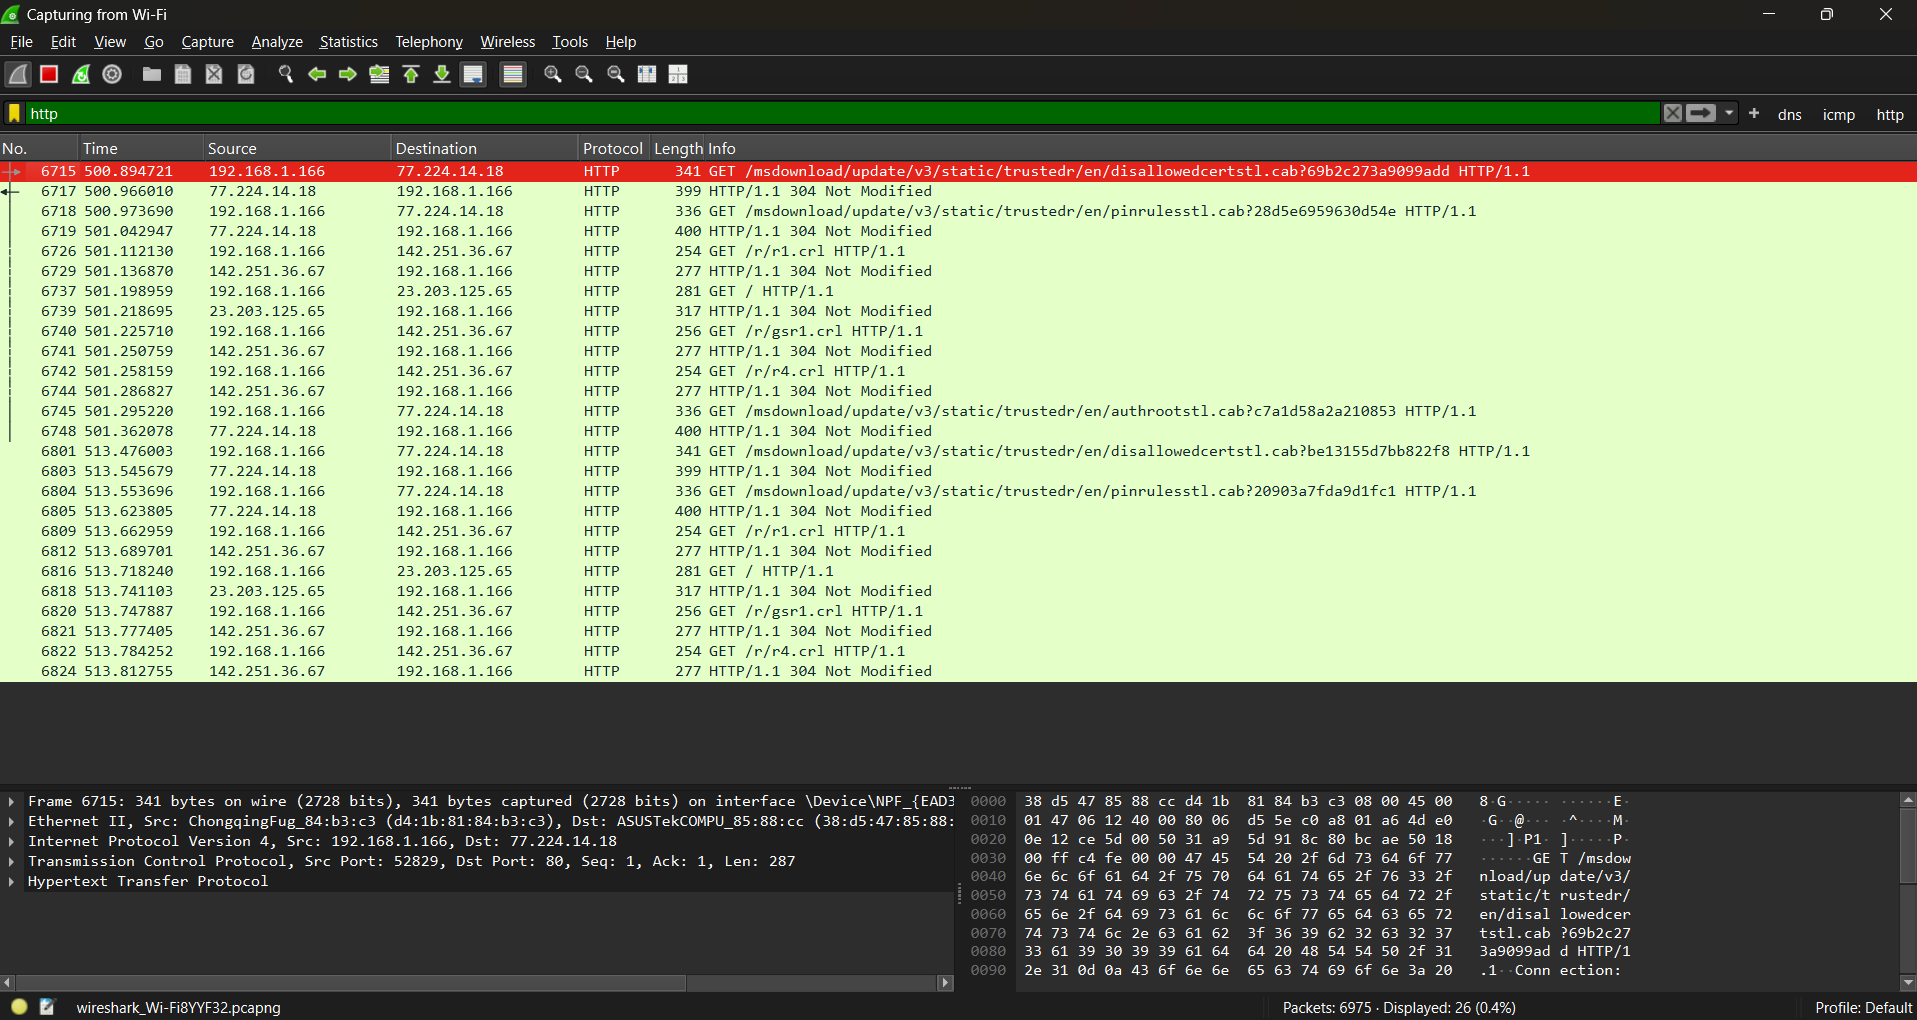 Capturing from Wi-Fi
File Edit View Go Capture Analyze Statistics Telephony Wireless Tools Help
http + dns icmp http
No. Time Source Destination Protocol Length Info
6715 500.894721 192.168.1.166 77.224.14.18 HTTP 341 GET /msdownload/update/v3/static/trustedr/en/disallowedcertstl.cab?69b2c273a9099add HTTP/1.1
6717 500.966010 77.224.14.18 192.168.1.166 HTTP 399 HTTP/1.1 304 Not Modified
6718 500.973690 192.168.1.166 77.224.14.18 HTTP 336 GET /msdownload/update/v3/static/trustedr/en/pinrulesstl.cab?28d5e6959630d54e HTTP/1.1
6719 501.042947 77.224.14.18 192.168.1.166 HTTP 400 HTTP/1.1 304 Not Modified
6726 501.112130 192.168.1.166 142.251.36.67 HTTP 254 GET /r/r1.crl HTTP/1.1
6729 501.136870 142.251.36.67 192.168.1.166 HTTP 277 HTTP/1.1 304 Not Modified
6737 501.198959 192.168.1.166 23.203.125.65 HTTP 281 GET / HTTP/1.1
6739 501.218695 23.203.125.65 192.168.1.166 HTTP 317 HTTP/1.1 304 Not Modified
6740 501.225710 192.168.1.166 142.251.36.67 HTTP 256 GET /r/gsr1.crl HTTP/1.1
6741 501.250759 142.251.36.67 192.168.1.166 HTTP 277 HTTP/1.1 304 Not Modified
6742 501.258159 192.168.1.166 142.251.36.67 HTTP 254 GET /r/r4.crl HTTP/1.1
6744 501.286827 142.251.36.67 192.168.1.166 HTTP 277 HTTP/1.1 304 Not Modified
6745 501.295220 192.168.1.166 77.224.14.18 HTTP 336 GET /msdownload/update/v3/static/trustedr/en/authrootstl.cab?c7a1d58a2a210853 HTTP/1.1
6748 501.362078 77.224.14.18 192.168.1.166 HTTP 400 HTTP/1.1 304 Not Modified
6801 513.476003 192.168.1.166 77.224.14.18 HTTP 341 GET /msdownload/update/v3/static/trustedr/en/disallowedcertstl.cab?be13155d7bb822f8 HTTP/1.1
6803 513.545679 77.224.14.18 192.168.1.166 HTTP 399 HTTP/1.1 304 Not Modified
6804 513.553696 192.168.1.166 77.224.14.18 HTTP 336 GET /msdownload/update/v3/static/trustedr/en/pinrulesstl.cab?20903a7fda9d1fc1 HTTP/1.1
6805 513.623805 77.224.14.18 192.168.1.166 HTTP 400 HTTP/1.1 304 Not Modified
6809 513.662959 192.168.1.166 142.251.36.67 HTTP 254 GET /r/r1.crl HTTP/1.1
6812 513.689701 142.251.36.67 192.168.1.166 HTTP 277 HTTP/1.1 304 Not Modified
6816 513.718240 192.168.1.166 23.203.125.65 HTTP 281 GET / HTTP/1.1
6818 513.741103 23.203.125.65 192.168.1.166 HTTP 317 HTTP/1.1 304 Not Modified
6820 513.747887 192.168.1.166 142.251.36.67 HTTP 256 GET /r/gsr1.crl HTTP/1.1
6821 513.777405 142.251.36.67 192.168.1.166 HTTP 277 HTTP/1.1 304 Not Modified
6822 513.784252 192.168.1.166 142.251.36.67 HTTP 254 GET /r/r4.crl HTTP/1.1
6824 513.812755 142.251.36.67 192.168.1.166 HTTP 277 HTTP/1.1 304 Not Modified
Frame 6715: 341 bytes on wire (2728 bits), 341 bytes captured (2728 bits) on interface \Device\NPF_{EAD3
Ethernet II, Src: ChongqingFug_84:b3:c3 (d4:1b:81:84:b3:c3), Dst: ASUSTekCOMPU_85:88:cc (38:d5:47:85:88:
Internet Protocol Version 4, Src: 192.168.1.166, Dst: 77.224.14.18
Transmission Control Protocol, Src Port: 52829, Dst Port: 80, Seq: 1, Ack: 1, Len: 287
Hypertext Transfer Protocol
0000 38 d5 47 85 88 cc d4 1b 81 84 b3 c3 08 00 45 00 8·G····· ······E·
0010 01 47 06 12 40 00 80 06 d5 5e c0 a8 01 a6 4d e0 ·G··@··· ·^····M·
0020 0e 12 ce 5d 00 50 31 a9 5d 91 8c 80 bc ae 50 18 ···]·P1· ]·····P·
0030 00 ff c4 fe 00 00 47 45 54 20 2f 6d 73 64 6f 77 ······GE T /msdow
0040 6e 6c 6f 61 64 2f 75 70 64 61 74 65 2f 76 33 2f nload/up date/v3/
0050 73 74 61 74 69 63 2f 74 72 75 73 74 65 64 72 2f static/t rustedr/
0060 65 6e 2f 64 69 73 61 6c 6c 6f 77 65 64 63 65 72 en/disal lowedcer
0070 74 73 74 6c 2e 63 61 62 3f 36 39 62 32 63 32 37 tstl.cab ?69b2c27
0080 33 61 39 30 39 39 61 64 64 20 48 54 54 50 2f 31 3a9099ad d HTTP/1
0090 2e 31 0d 0a 43 6f 6e 6e 65 63 74 69 6f 6e 3a 20 .1··Conn ection:
wireshark_Wi-Fi8YYF32.pcapng Packets: 6975 · Displayed: 26 (0.4%) Profile: Default